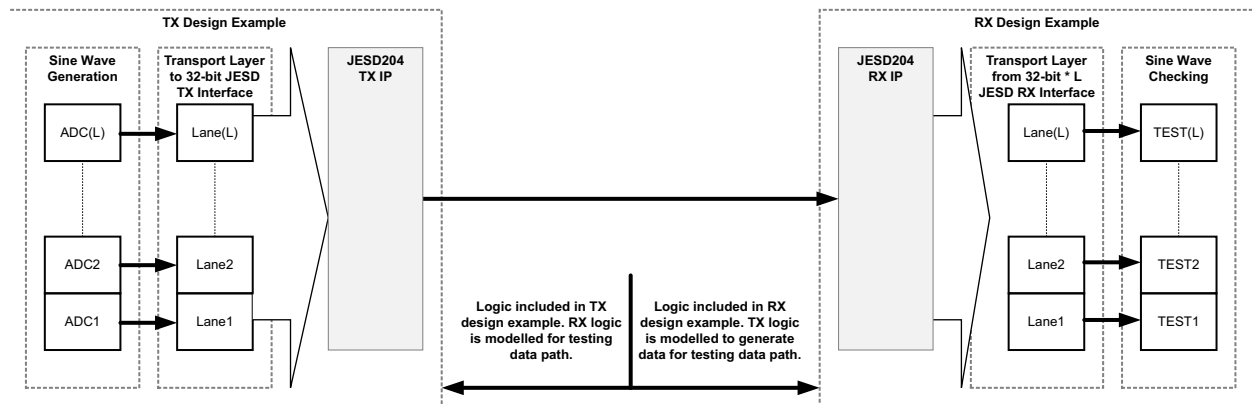 TX Design Example
RX Design Example
Sine Wave
Generation
Transport Layer
to 32-bit JESD
TX Interface
JESD204
TX IP
JESD204
RX IP
Transport Layer
from 32-bit * L
JESD RX Interface
Sine Wave
Checking
ADC(L)
Lane(L)
Lane(L)
TEST(L)
ADC2
Lane2
Lane2
TEST2
ADC1
Lane1
Lane1
TEST1
Logic included in TX
design example. RX logic
is modelled for testing
data path.
Logic included in RX
design example. TX logic
is modelled to generate
data for testing data path.